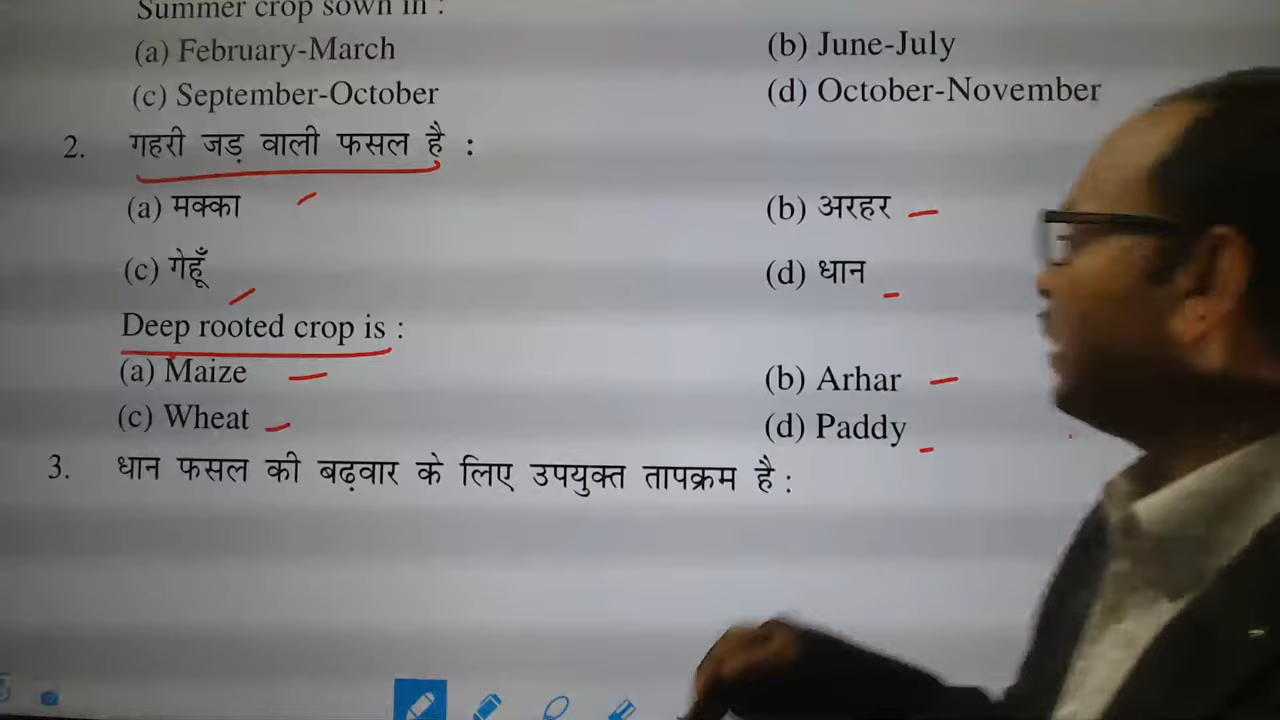 Summer crop sown in :
(a) February-March (b) June-July
(c) September-October (d) October-November
2. गहरी जड़ वाली फसल है :
(a) मक्का (b) अरहर
(c) गेहूँ (d) धान
Deep rooted crop is :
(a) Maize (b) Arhar
(c) Wheat (d) Paddy
3. धान फसल की बढ़वार के लिए उपयुक्त तापक्रम है :